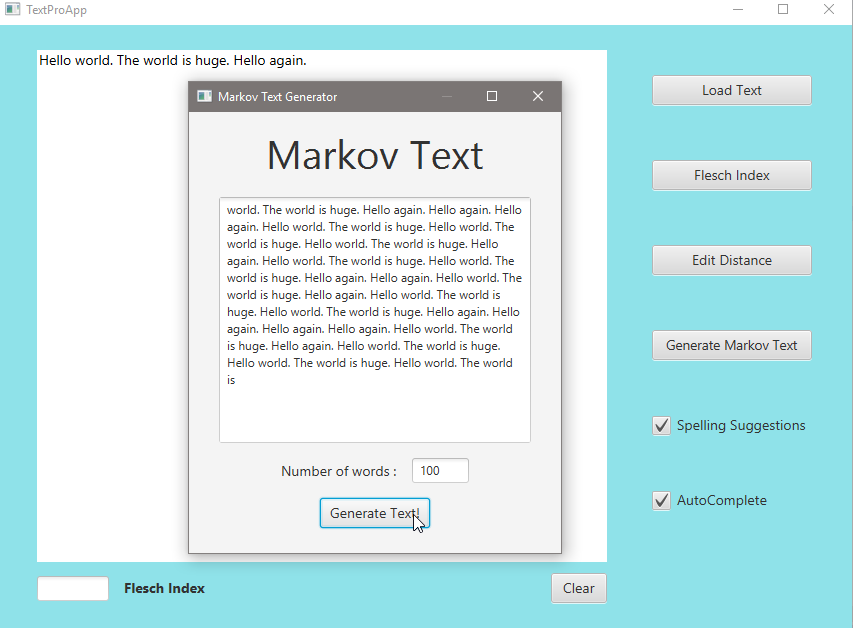 TextProApp
Hello world. The world is huge. Hello again.
Markov Text Generator
Markov Text
world. The world is huge. Hello again. Hello again. Hello
again. Hello world. The world is huge. Hello world. The
world is huge. Hello world. The world is huge. Hello
again. Hello world. The world is huge. Hello world. The
world is huge. Hello again. Hello again. Hello world. The
world is huge. Hello again. Hello world. The world is
huge. Hello world. The world is huge. Hello again. Hello
again. Hello again. Hello again. Hello world. The world
is huge. Hello again. Hello world. The world is huge.
Hello world. The world is huge. Hello world. The world
is
Number of words :
100
Generate Text!
Load Text
Flesch Index
Edit Distance
Generate Markov Text
Spelling Suggestions
AutoComplete
Flesch Index
Clear